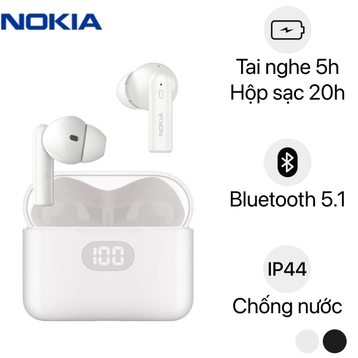 NOKIA
Tai nghe 5h
Hộp sạc 20h
NOKIA
Bluetooth 5.1
100
IP44
Chống nước